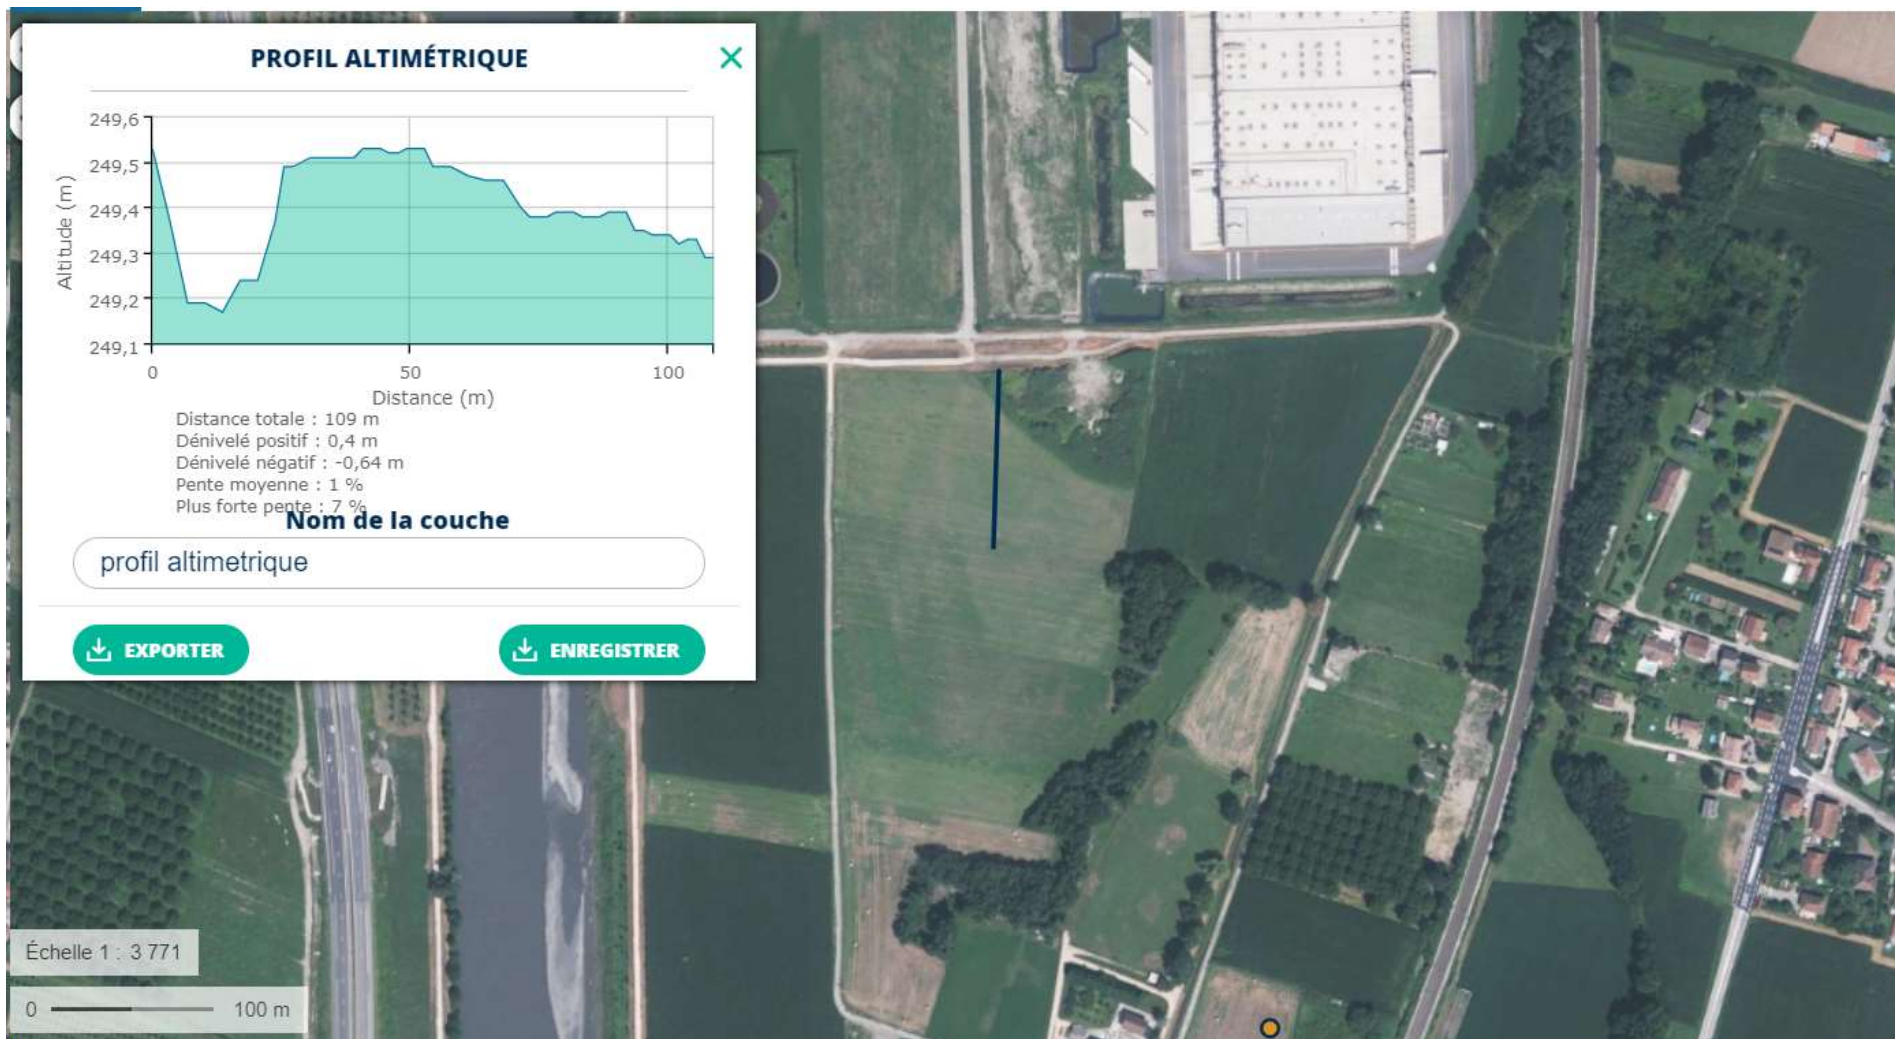 PROFIL ALTIMÉTRIQUE
249,6
249,5
249,4
249,3
249,2
249,1
Altitude (m)
0 50 100
Distance (m)
Distance totale : 109 m
Dénivelé positif : 0,4 m
Dénivelé négatif : -0,64 m
Pente moyenne : 1 %
Plus forte pente : 7 %
Nom de la couche
profil altimetrique
EXPORTER ENREGISTRER
Échelle 1 : 3 771
0 100 m